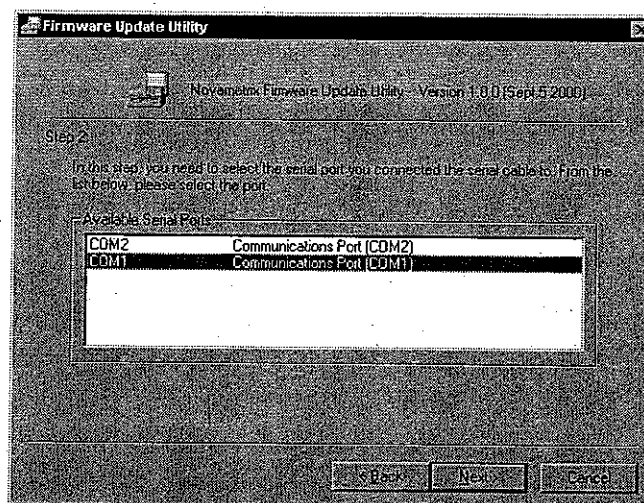 Firmware Update Utility
Novametrix Firmware Update Utility - Version 1.0.0 (Sept 5 2000)
Step 2
In this step, you need to select the serial port you connected the serial cable to. From the
list below, please select the port.
Available Serial Ports
COM2 Communications Port (COM2)
COM1 Communications Port (COM1)
< Back
Next >
Cancel